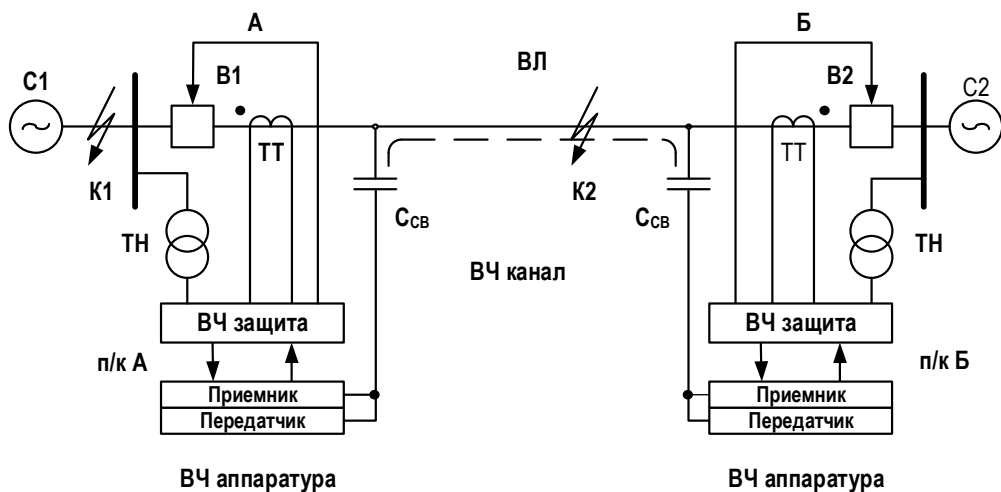 А
Б
С1
В1
ВЛ
В2
С2
ТТ
ТТ
К1
К2
ТН
Ссв
Ссв
ТН
ВЧ канал
ВЧ защита
ВЧ защита
п/к А
п/к Б
Приемник
Приемник
Передатчик
Передатчик
ВЧ аппаратура
ВЧ аппаратура